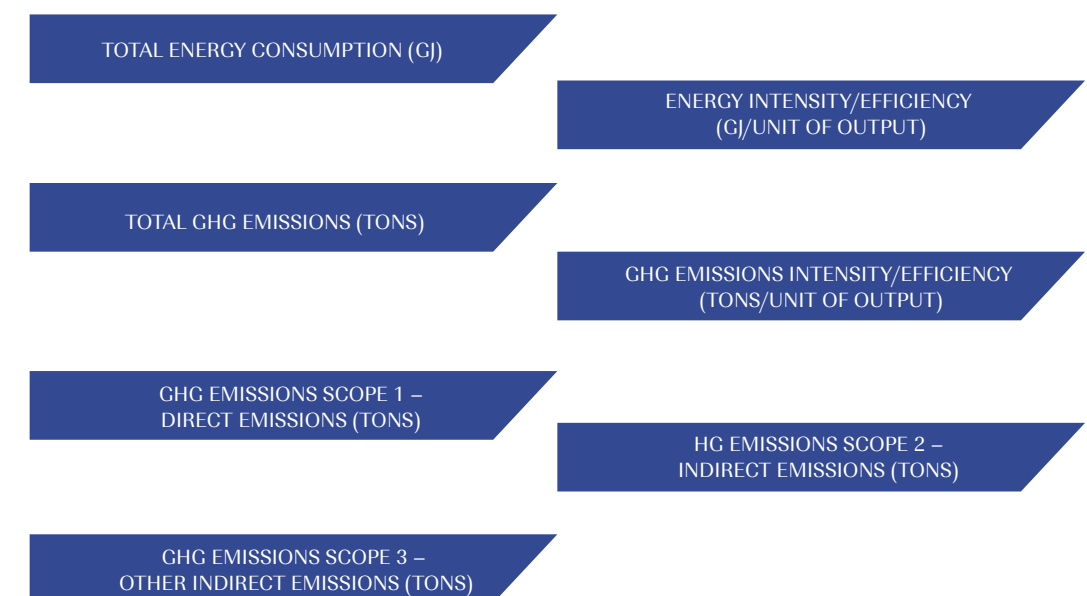 TOTAL ENERGY CONSUMPTION (GJ)
ENERGY INTENSITY/EFFICIENCY
(GJ/UNIT OF OUTPUT)
TOTAL GHG EMISSIONS (TONS)
GHG EMISSIONS INTENSITY/EFFICIENCY
(TONS/UNIT OF OUTPUT)
GHG EMISSIONS SCOPE 1 –
DIRECT EMISSIONS (TONS)
HG EMISSIONS SCOPE 2 –
INDIRECT EMISSIONS (TONS)
GHG EMISSIONS SCOPE 3 –
OTHER INDIRECT EMISSIONS (TONS)